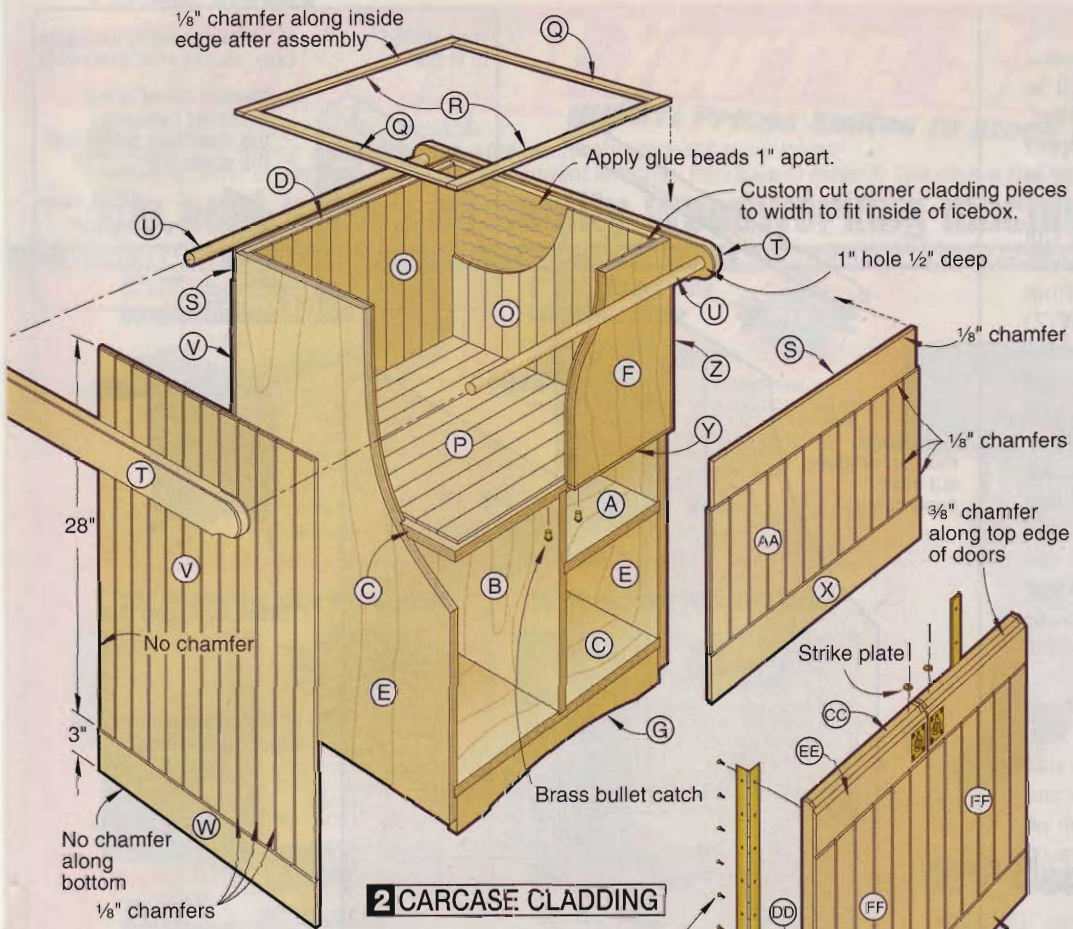 1/8" chamfer along inside
edge after assembly
Q
R
Q
Apply glue beads 1" apart.
D
Custom cut corner cladding pieces
to width to fit inside of icebox.
U
T
O
1" hole 1/2" deep
S
O
U
S
1/8" chamfer
V
F
Z
1/8" chamfers
P
Y
T
28"
A
AA
3/8" chamfer
along top edge
of doors
V
C
B
E
X
No chamfer
C
Strike plate
E
CC
G
3"
EE
Brass bullet catch
FF
W
No chamfer
along
bottom
1/8" chamfers
2 CARCASE CLADDING
DD
FF